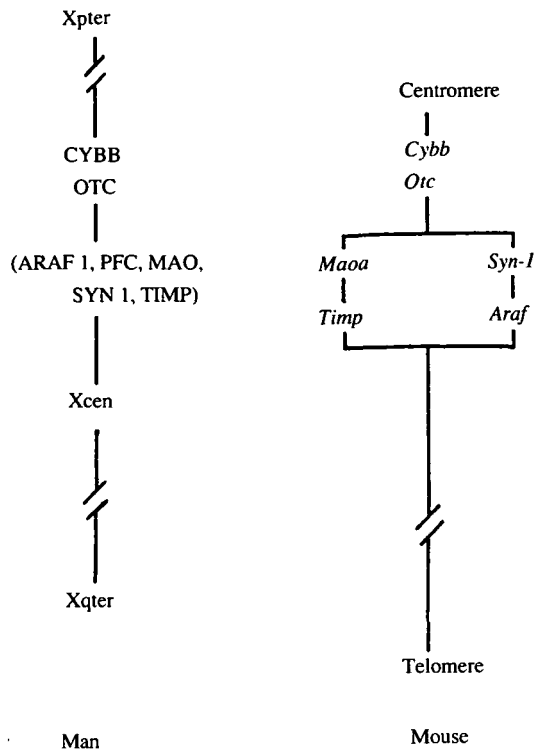 Xpter
CYBB
OTC
(ARAF 1, PFC, MAO,
SYN 1, TIMP)
Xcen
Xqter
Man
Centromere
Cybb
Otc
Maoa
Syn-1
Timp
Araf
Telomere
Mouse